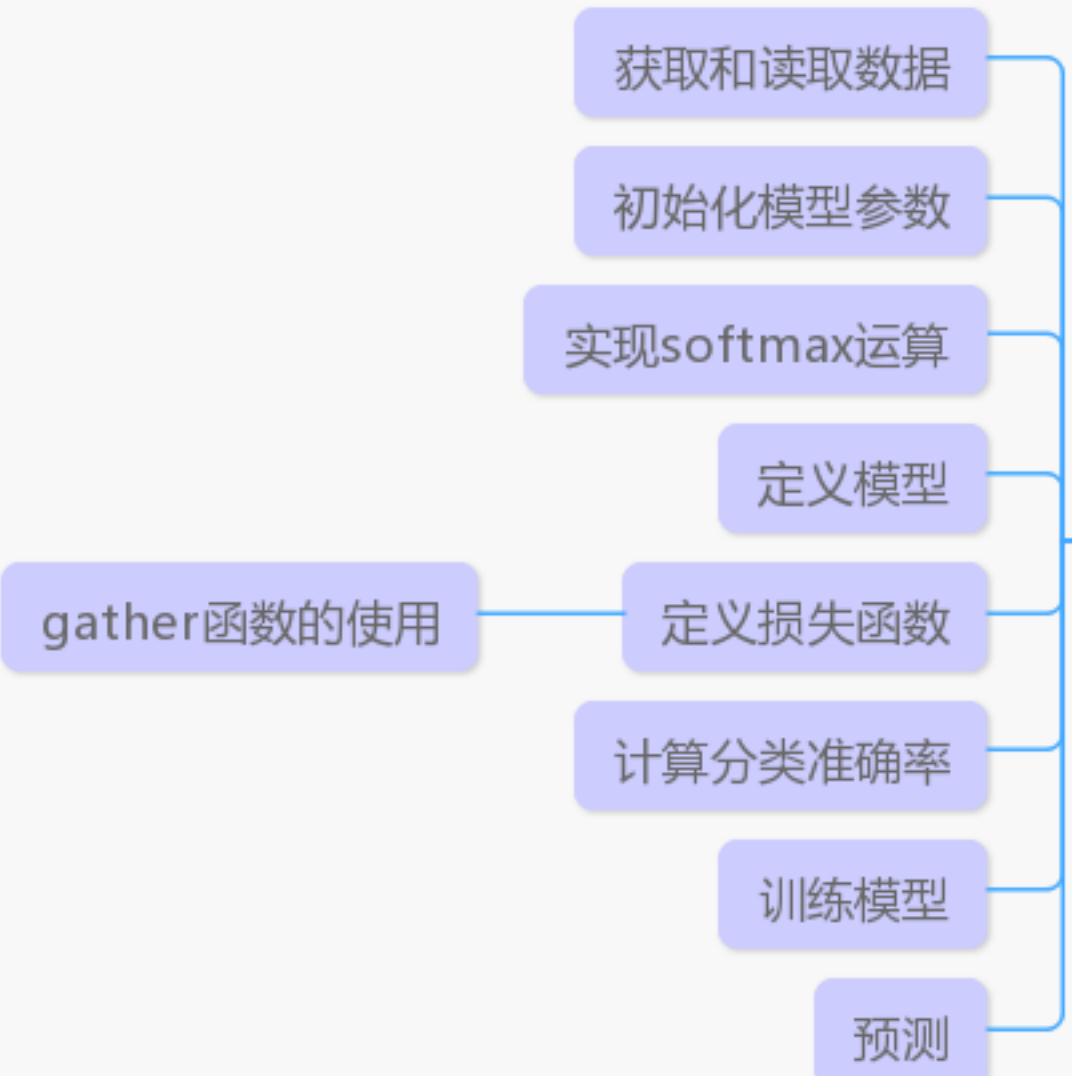 获取和读取数据
初始化模型参数
实现softmax运算
定义模型
gather函数的使用
定义损失函数
计算分类准确率
训练模型
预测